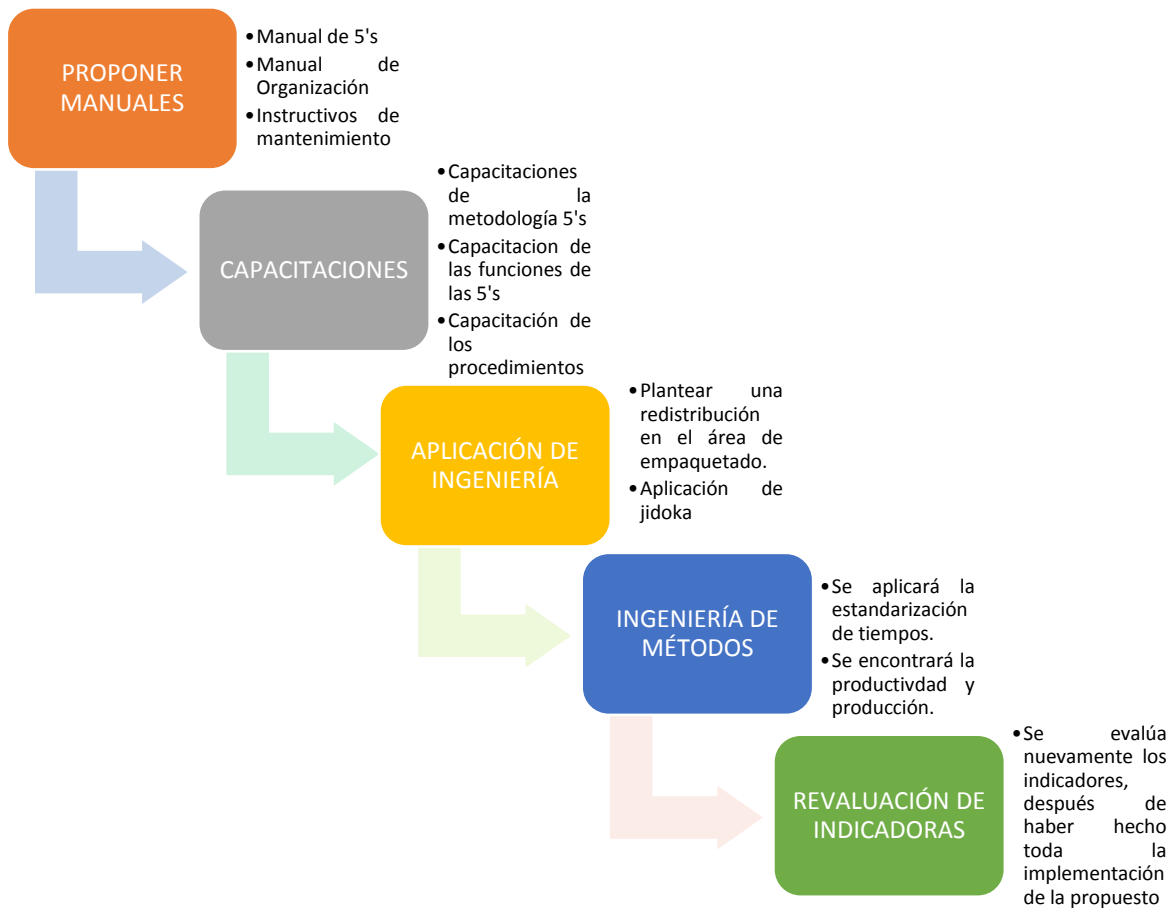 PROPONER
MANUALES
•Manual de 5's
•Manual de
Organización
•Instructivos de
mantenimiento
CAPACITACIONES
•Capacitaciones
de la
metodología 5's
•Capacitacion de
las funciones de
las 5's
•Capacitación de
los
procedimientos
APLICACIÓN DE
INGENIERÍA
•Plantear una
redistribución
en el área de
empaquetado.
•Aplicación de
jidoka
INGENIERÍA DE
MÉTODOS
•Se aplicará la
estandarización
de tiempos.
•Se encontrará la
productivdad y
producción.
REVALUACIÓN DE
INDICADORAS
•Se evalúa
nuevamente los
indicadores,
después de
haber hecho
toda la
implementación
de la propuesto